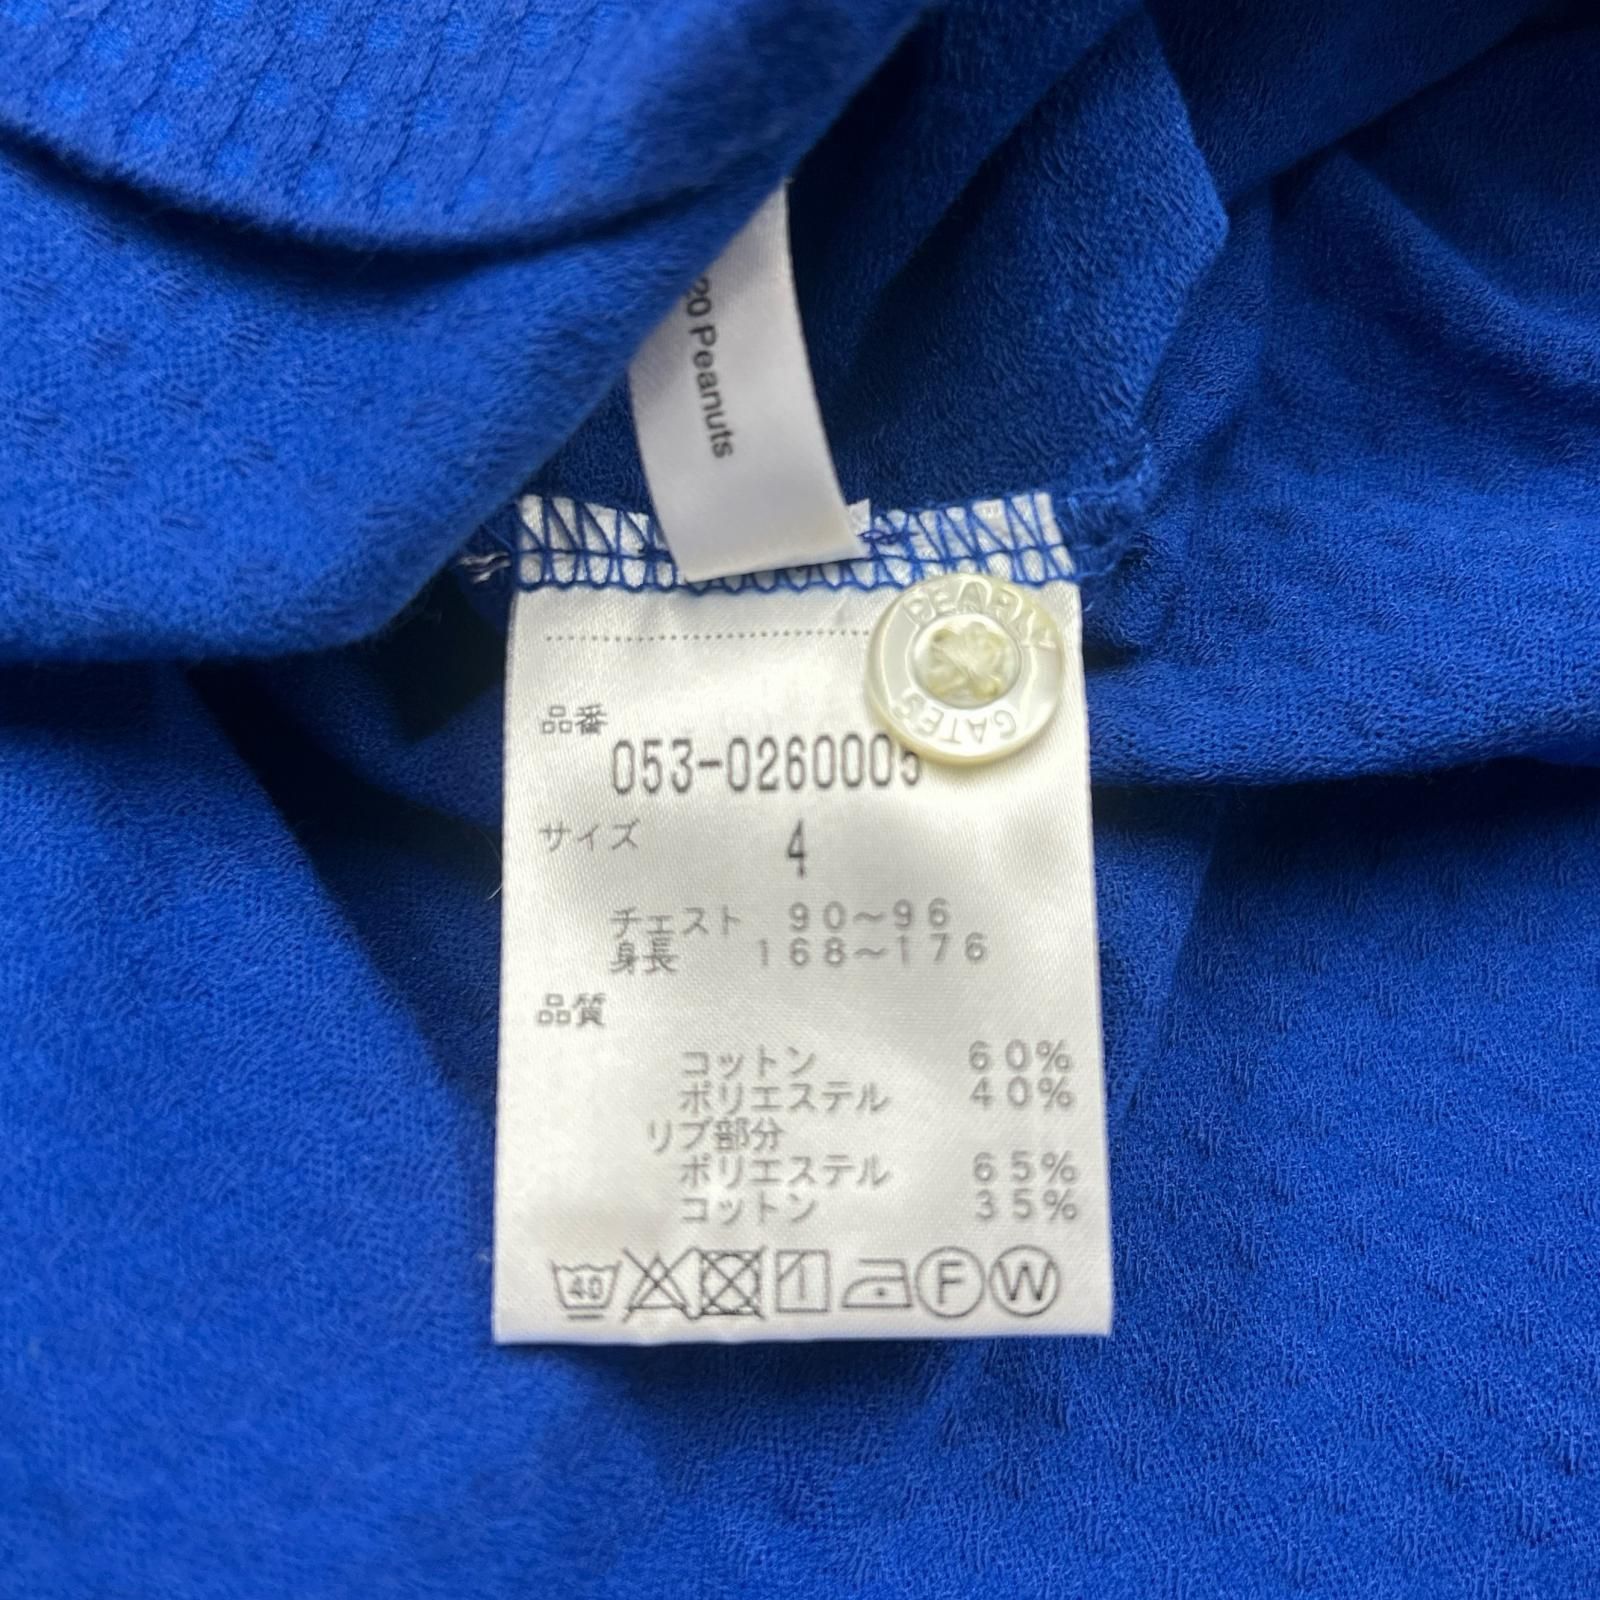 20 Peanuts
PEARLY GATES
品番
053-0260005
サイズ 4
チェスト 90~96
身長 168~176
品質
コットン 60%
ポリエステル 40%
リブ部分
ポリエステル 65%
コットン 35%
40 F W